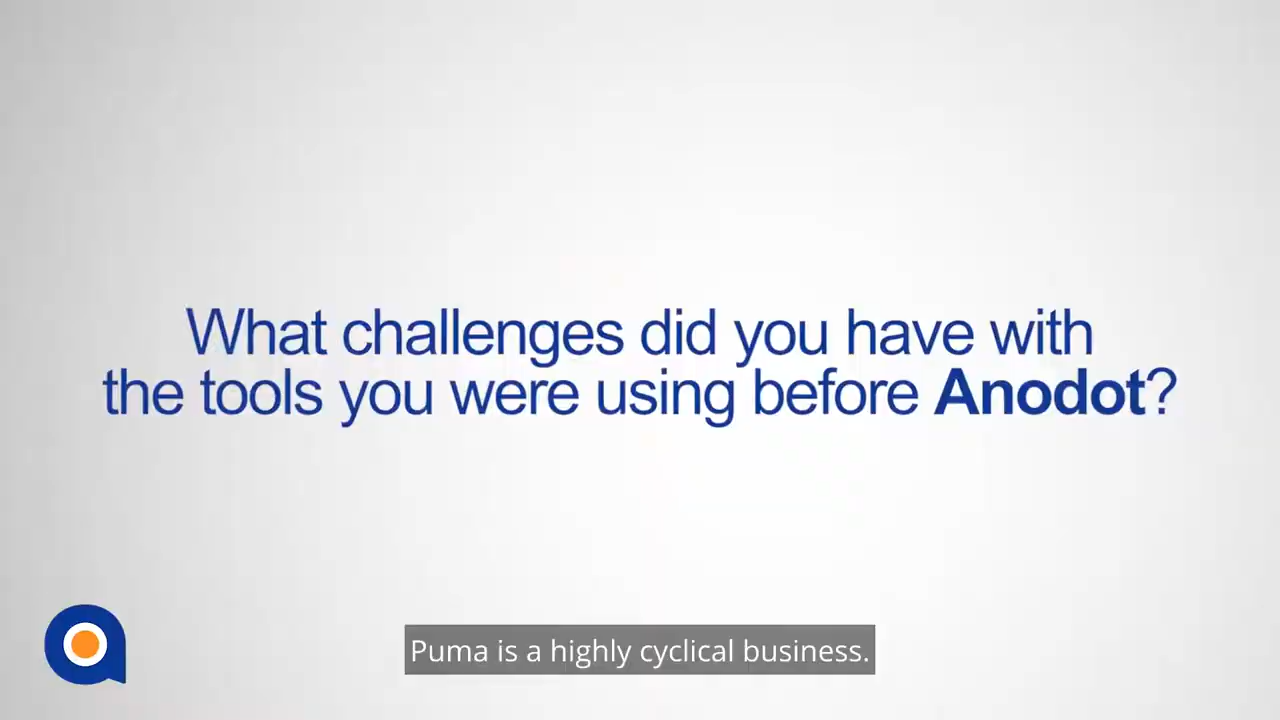 What challenges did you have with
the tools you were using before Anodot?
Puma is a highly cyclical business.